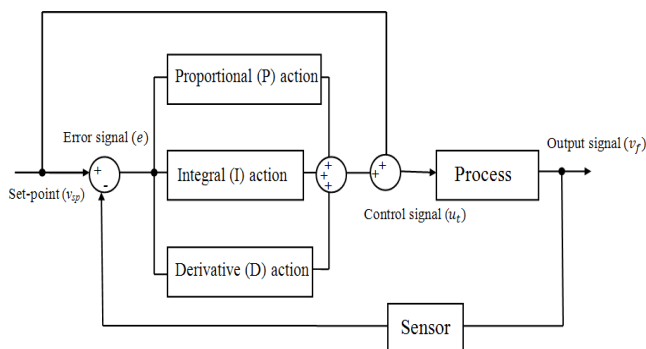 Proportional (P) action
Error signal (e)
Output signal (v_f)
+
-
Integral (I) action
+
+
+
+
+
Process
Set-point (v_sp)
Control signal (u_t)
Derivative (D) action
Sensor